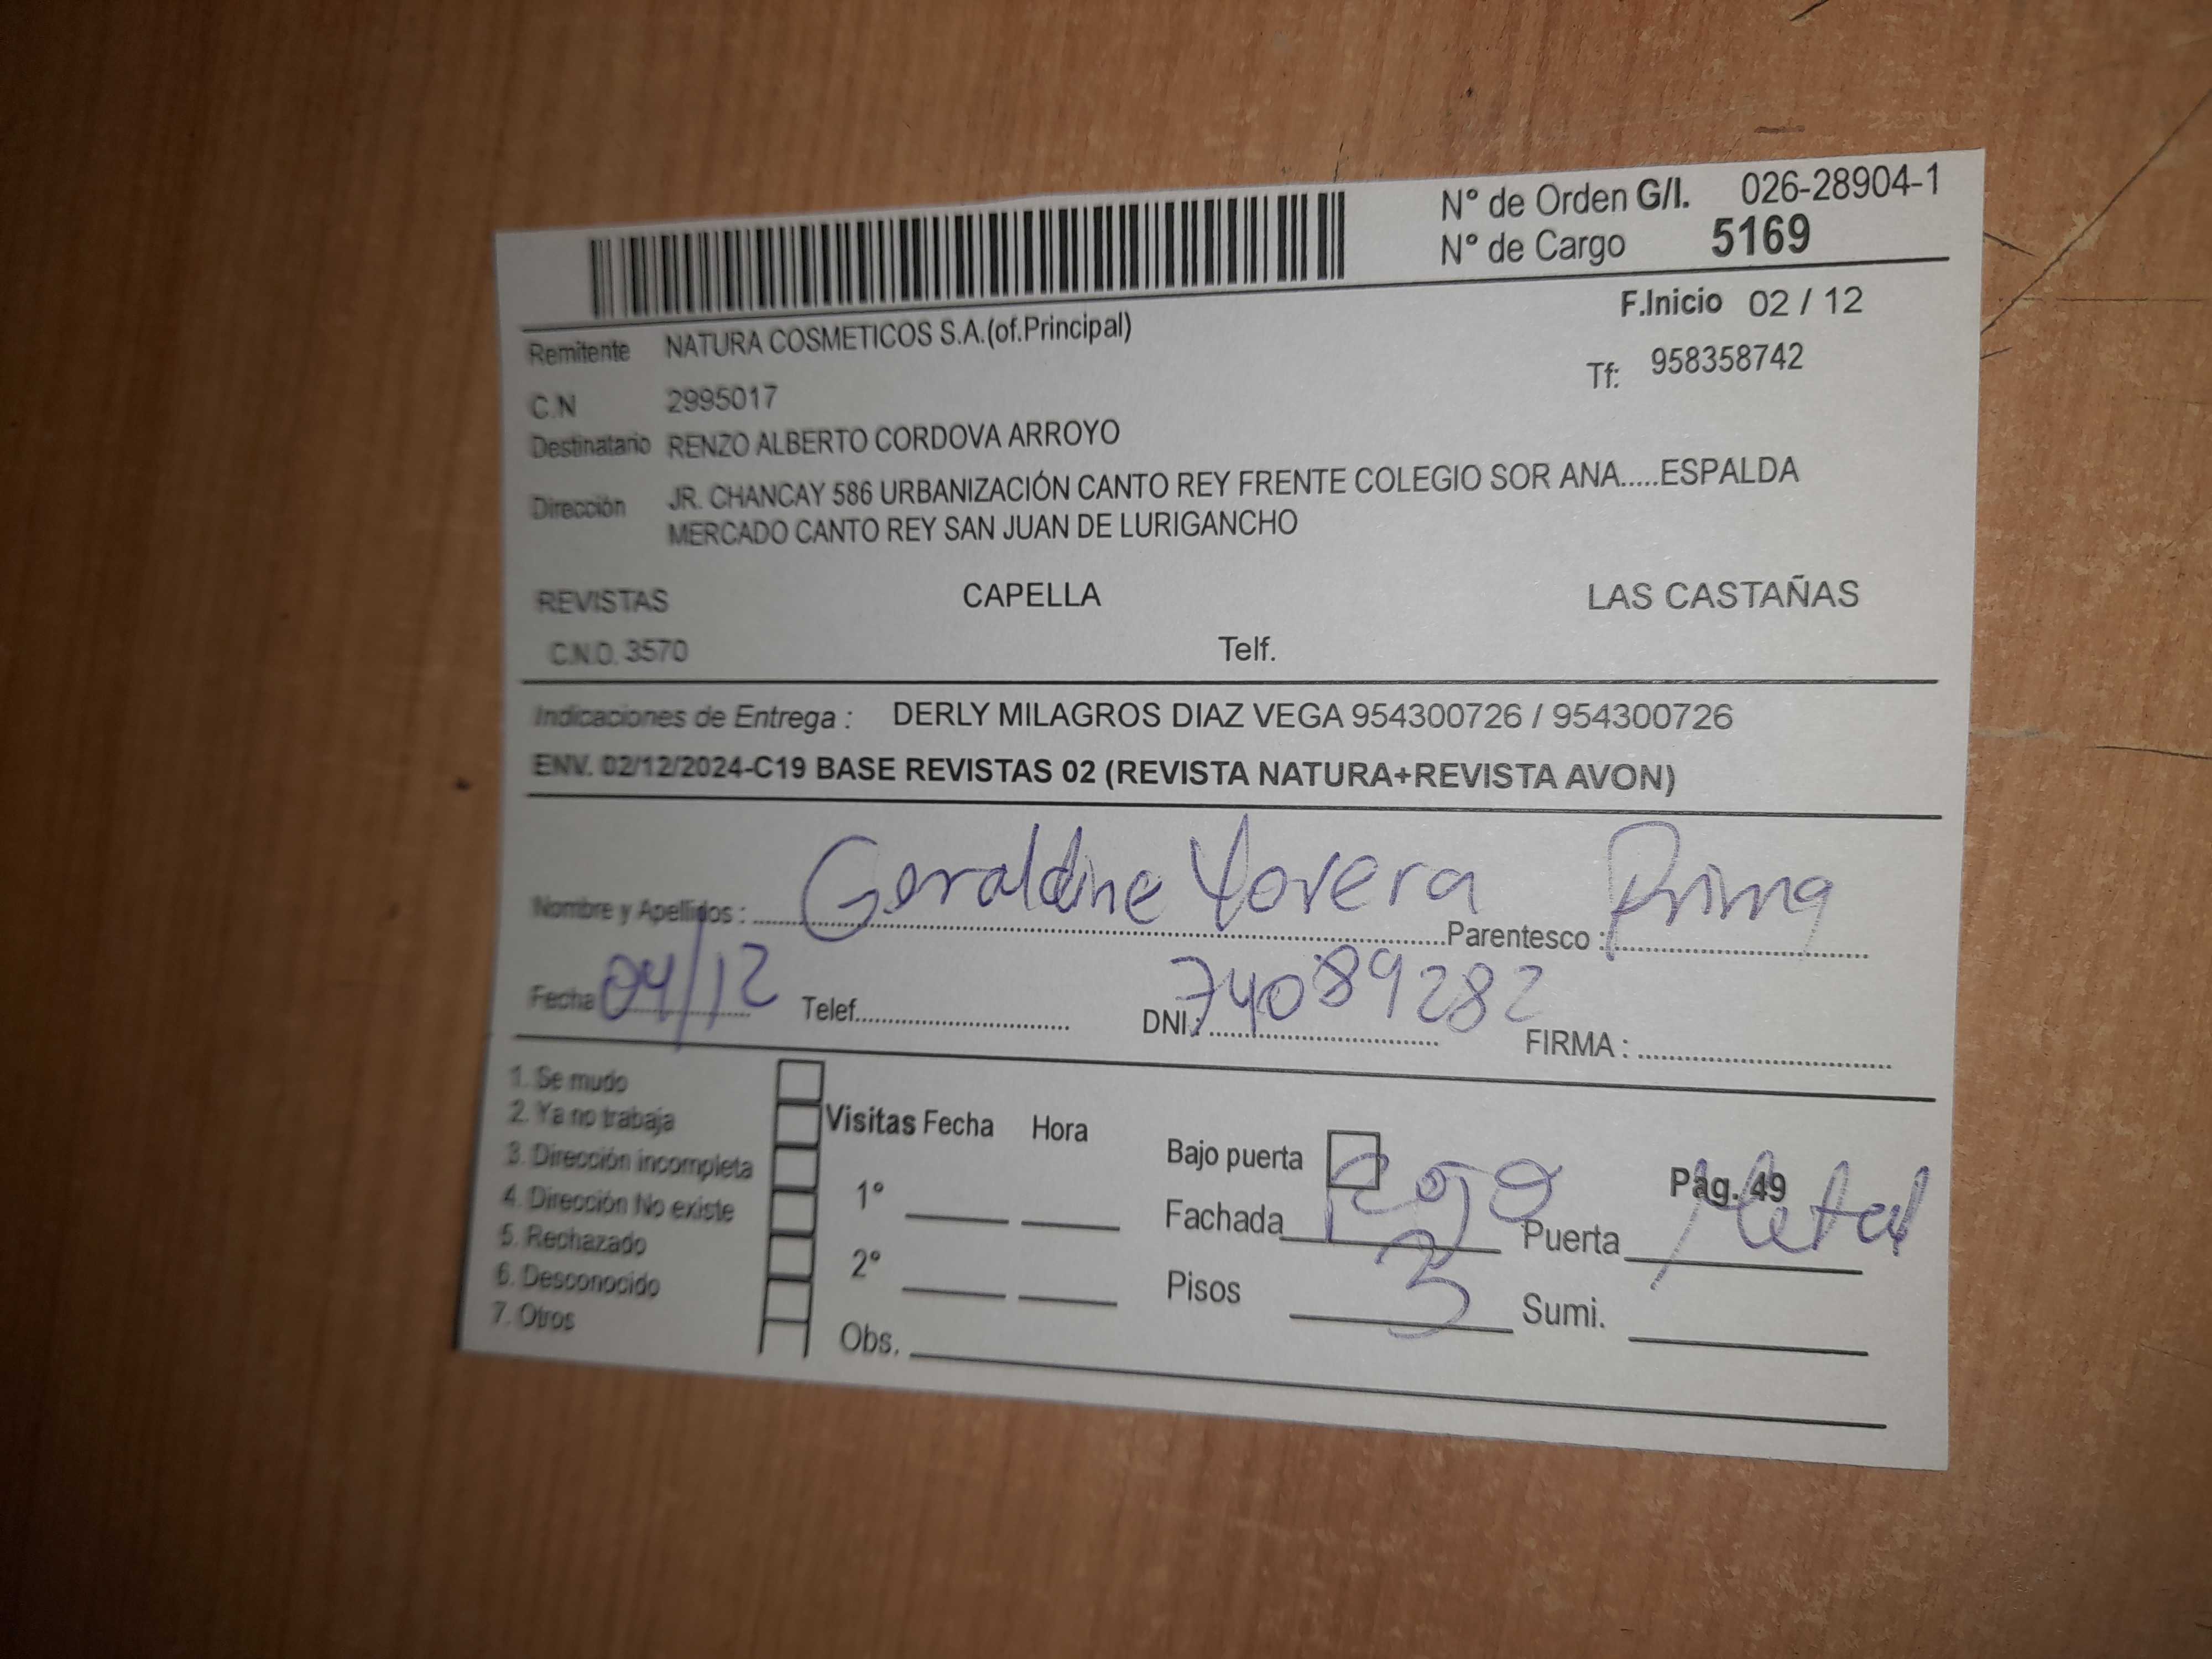 N° de Orden G/I. 026-28904-1
N° de Cargo 5169
F.Inicio 02 / 12
Remitente NATURA COSMETICOS S.A.(of.Principal)
Tf: 958358742
C.N 2995017
Destinatario RENZO ALBERTO CORDOVA ARROYO
Dirección JR. CHANCAY 586 URBANIZACIÓN CANTO REY FRENTE COLEGIO SOR ANA.....ESPALDA
MERCADO CANTO REY SAN JUAN DE LURIGANCHO
REVISTAS CAPELLA LAS CASTAÑAS
C.N.O. 3570 Telf.
Indicaciones de Entrega : DERLY MILAGROS DIAZ VEGA 954300726 / 954300726
ENV. 02/12/2024-C19 BASE REVISTAS 02 (REVISTA NATURA+REVISTA AVON)
Nombre y Apellidos : Geraldine Yovera Parentesco : Prima
Fecha 04/12 Telef. DNI.: 74089282 FIRMA :
1. Se mudo
2. Ya no trabaja Visitas Fecha Hora
3. Dirección incompleta Bajo puerta Pág. 49
4. Dirección No existe 1° Fachada Rojo Puerta Metal
5. Rechazado
6. Desconocido 2° Pisos 3 Sumi.
7. Otros Obs.